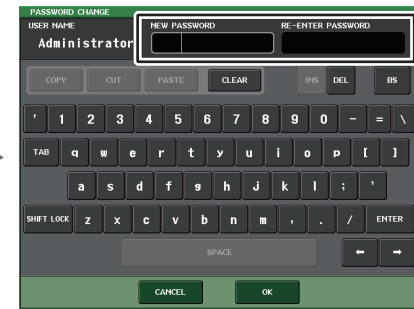 PASSWORD CHANGE
USER NAME NEW PASSWORD RE-ENTER PASSWORD
Administrator
COPY CUT PASTE CLEAR INS DEL BS
' 1 2 3 4 5 6 7 8 9 0 - = \
TAB q w e r t y u i o p [ ]
a s d f g h j k l ; '
SHIFT LOCK z x c v b n m , . / ENTER
SPACE ← →
CANCEL OK